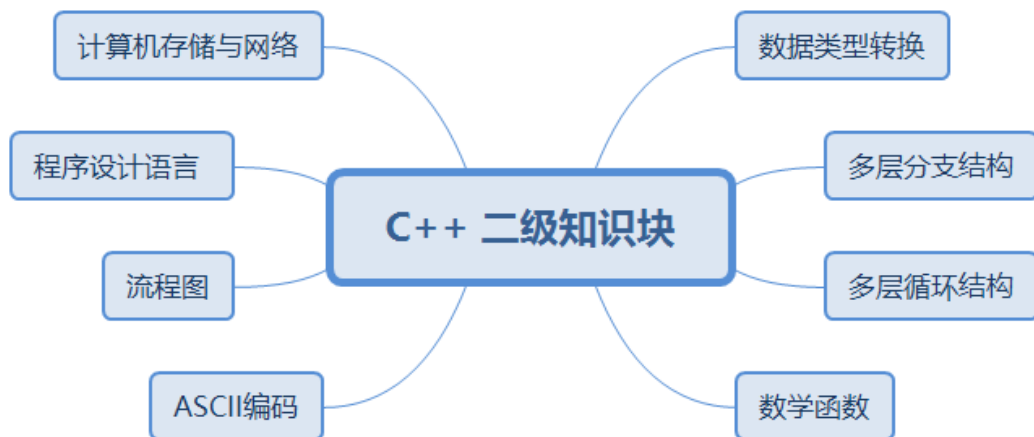 计算机存储与网络
数据类型转换
程序设计语言
多层分支结构
C++ 二级知识块
流程图
多层循环结构
ASCII编码
数学函数